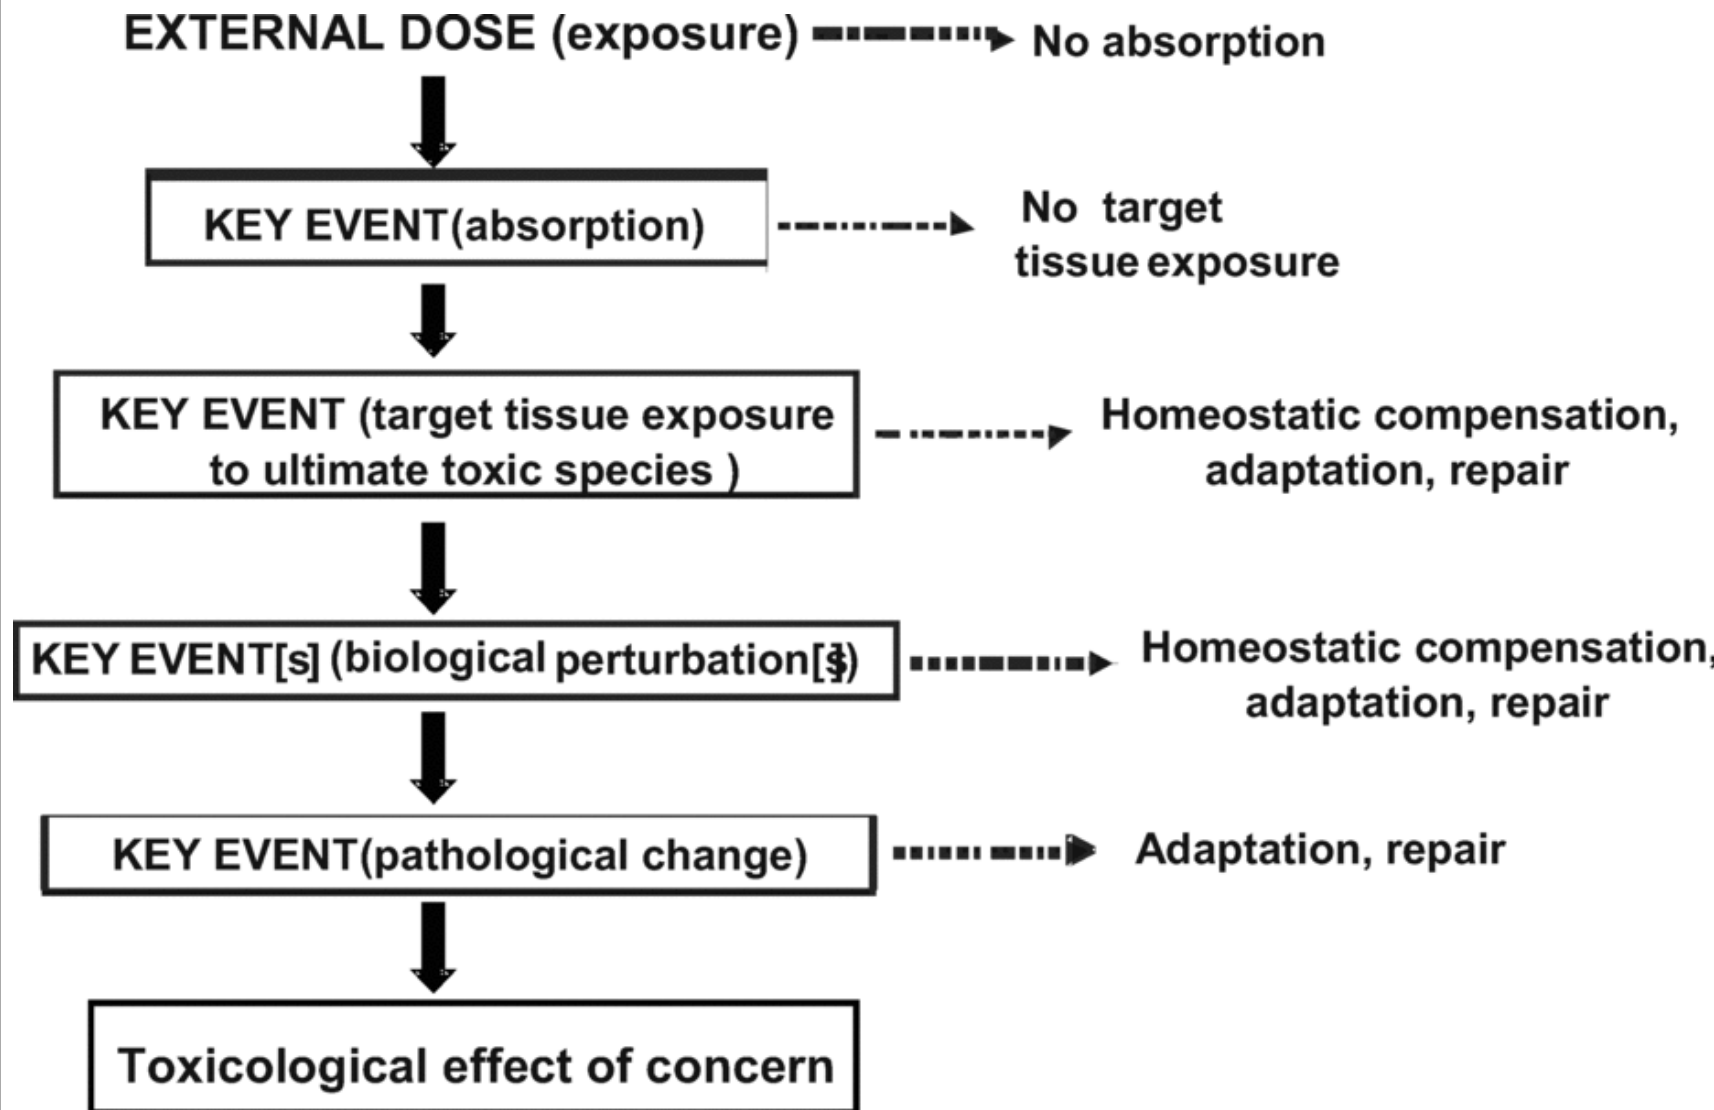 EXTERNAL DOSE (exposure)
No absorption
KEY EVENT(absorption)
No target
tissue exposure
KEY EVENT (target tissue exposure
to ultimate toxic species )
Homeostatic compensation,
adaptation, repair
KEY EVENT[s] (biological perturbation[s])
Homeostatic compensation,
adaptation, repair
KEY EVENT(pathological change)
Adaptation, repair
Toxicological effect of concern